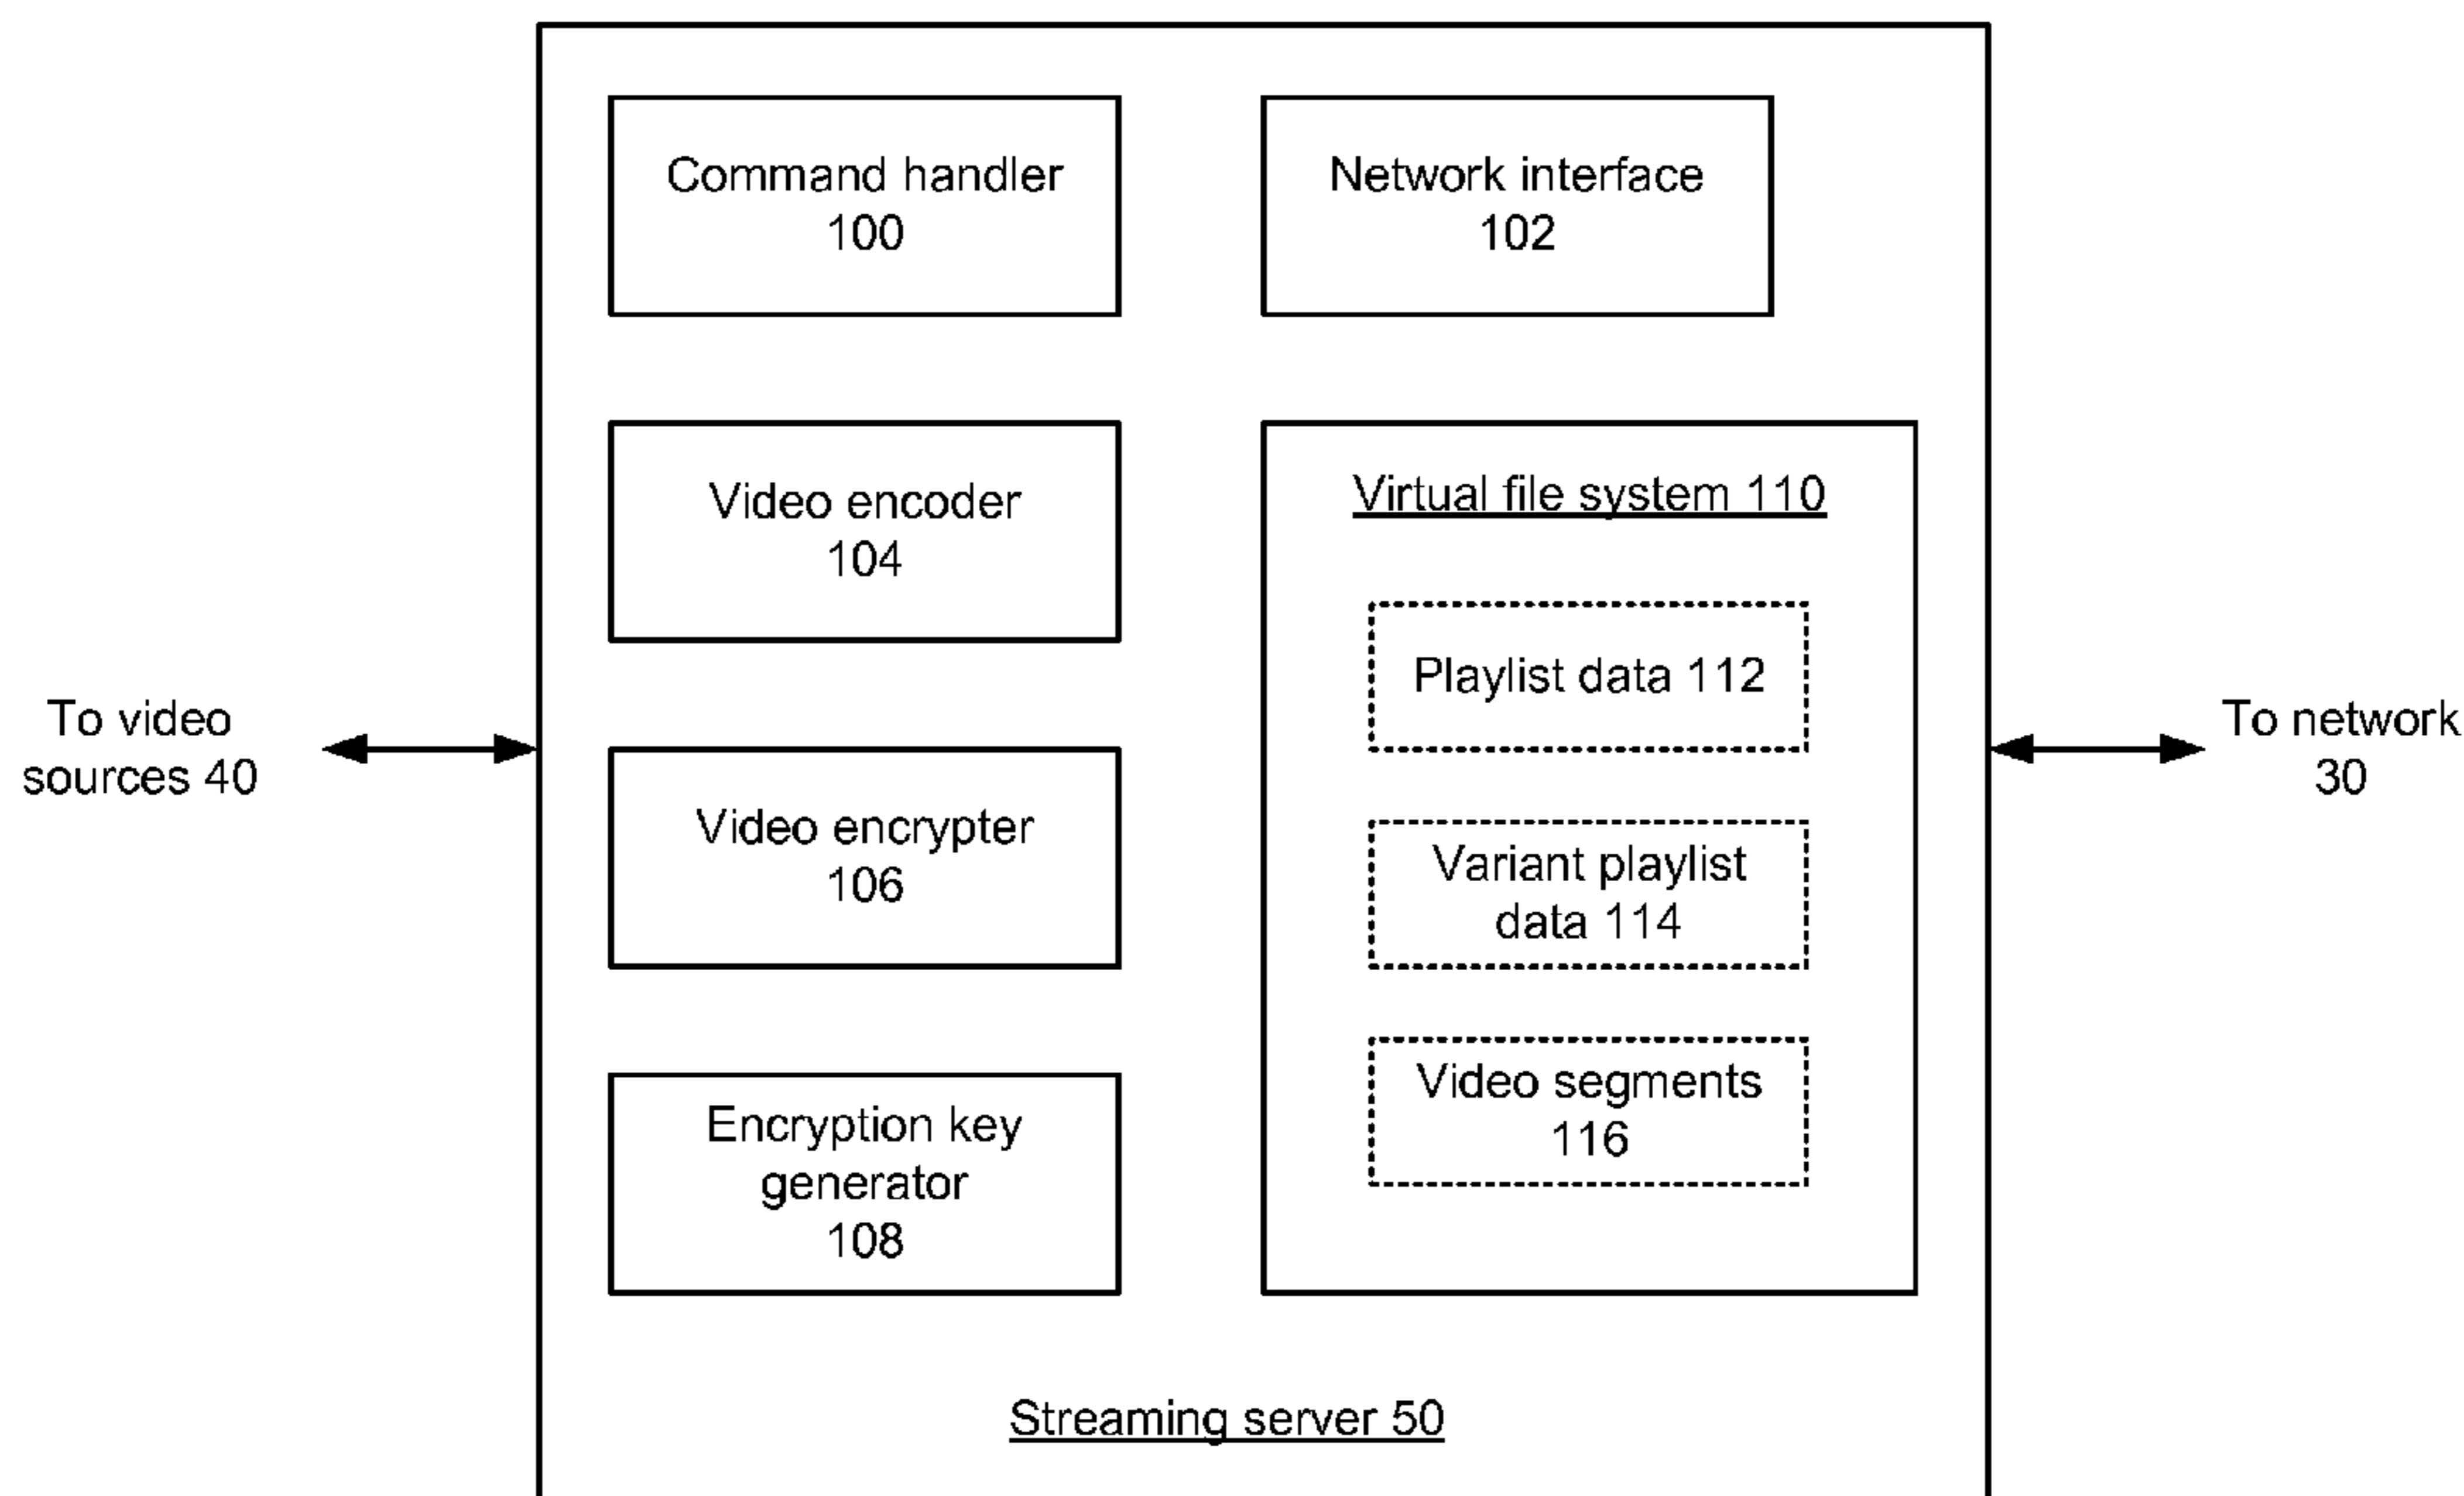 Command handler
100
Network interface
102
Video encoder
104
Virtual file system 110
Playlist data 112
To video
sources 40
To network
30
Video encrypter
106
Variant playlist
data 114
Encryption key
generator
108
Video segments
116
Streaming server 50